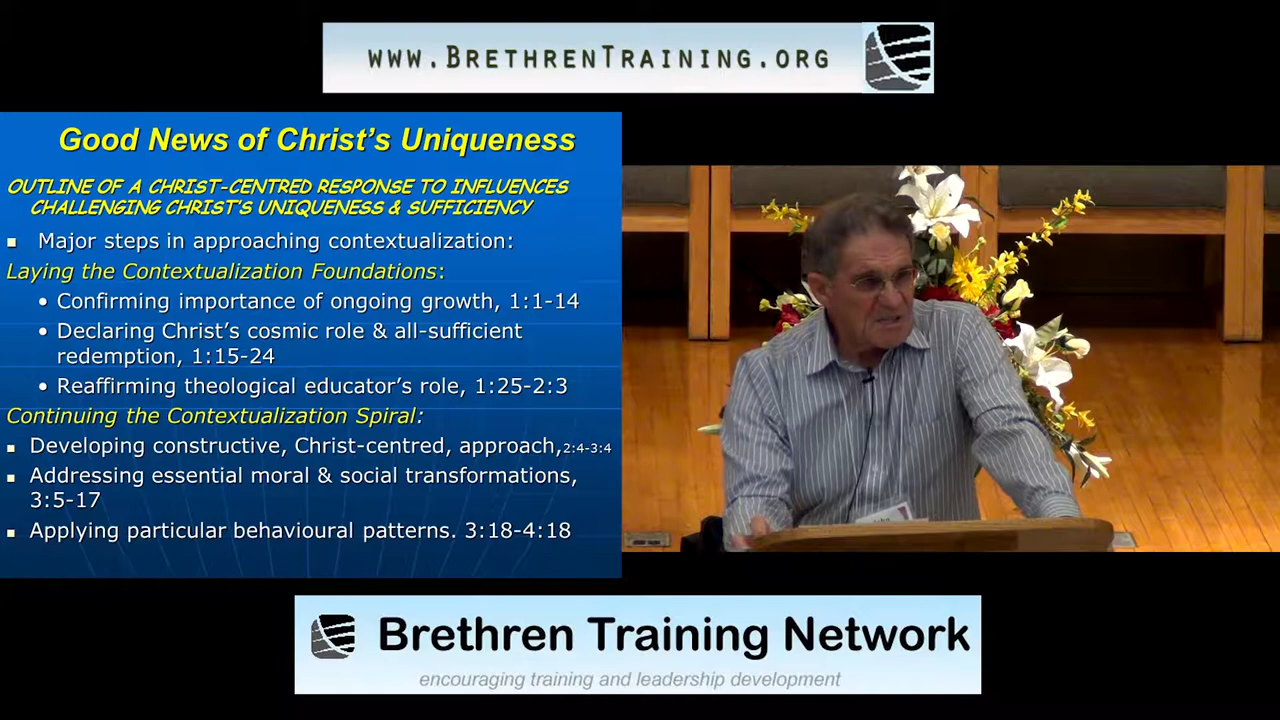 www.BrethrenTraining.org
Good News of Christ's Uniqueness
OUTLINE OF A CHRIST-CENTRED RESPONSE TO INFLUENCES
CHALLENGING CHRIST'S UNIQUENESS & SUFFICIENCY
Major steps in approaching contextualization:
Laying the Contextualization Foundations:
• Confirming importance of ongoing growth, 1:1-14
• Declaring Christ's cosmic role & all-sufficient
redemption, 1:15-24
• Reaffirming theological educator's role, 1:25-2:3
Continuing the Contextualization Spiral:
Developing constructive, Christ-centred, approach,2:4-3:4
Addressing essential moral & social transformations,
3:5-17
Applying particular behavioural patterns. 3:18-4:18
Brethren Training Network
encouraging training and leadership development